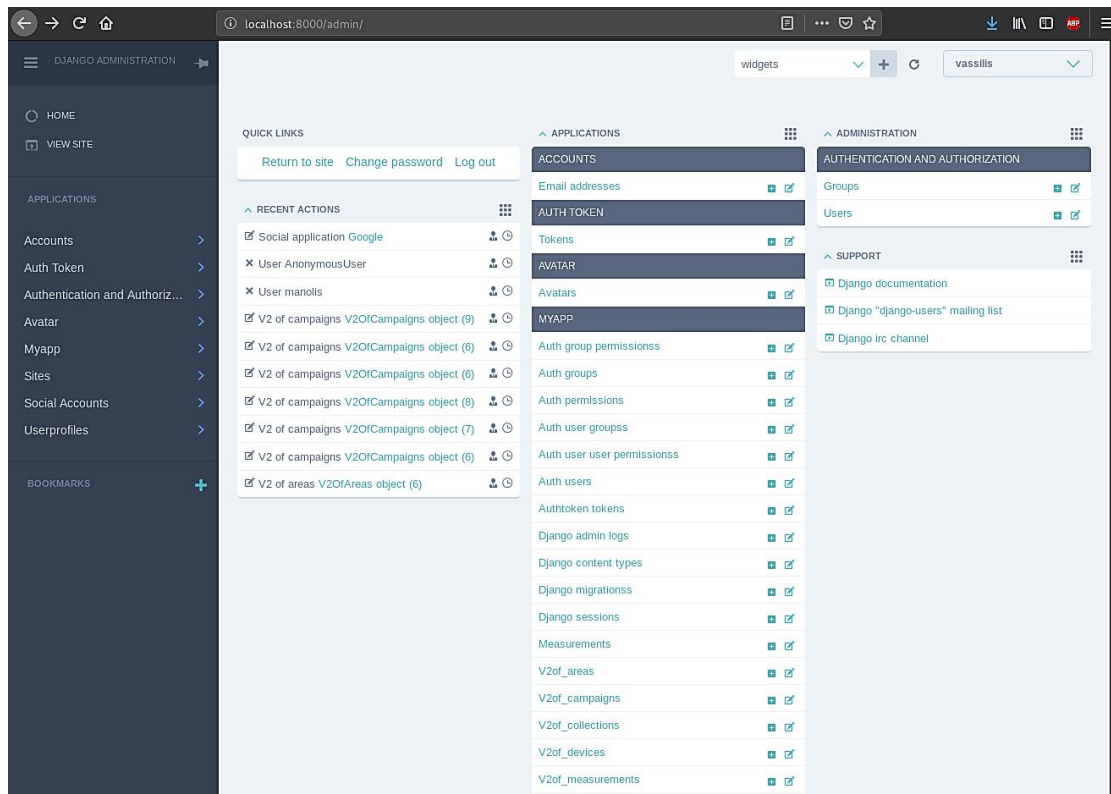 localhost:8000/admin/
ABP
DJANGO ADMINISTRATION
HOME
VIEW SITE
APPLICATIONS
Accounts
Auth Token
Authentication and Authoriz...
Avatar
Myapp
Sites
Social Accounts
Userprofiles
BOOKMARKS
widgets
vassilis
QUICK LINKS
Return to site Change password Log out
RECENT ACTIONS
Social application Google
User AnonymousUser
User manolis
V2 of campaigns V2OfCampaigns object (9)
V2 of campaigns V2OfCampaigns object (6)
V2 of campaigns V2OfCampaigns object (6)
V2 of campaigns V2OfCampaigns object (8)
V2 of campaigns V2OfCampaigns object (7)
V2 of campaigns V2OfCampaigns object (6)
V2 of areas V2OfAreas object (6)
APPLICATIONS
ACCOUNTS
Email addresses
AUTH TOKEN
Tokens
AVATAR
Avatars
MYAPP
Auth group permissionss
Auth groups
Auth permissions
Auth user groupss
Auth user user permissionss
Auth users
Authtoken tokens
Django admin logs
Django content types
Django migrationss
Django sessions
Measurements
V2of_areas
V2of_campaigns
V2of_collections
V2of_devices
V2of_measurements
ADMINISTRATION
AUTHENTICATION AND AUTHORIZATION
Groups
Users
SUPPORT
Django documentation
Django "django-users" mailing list
Django irc channel